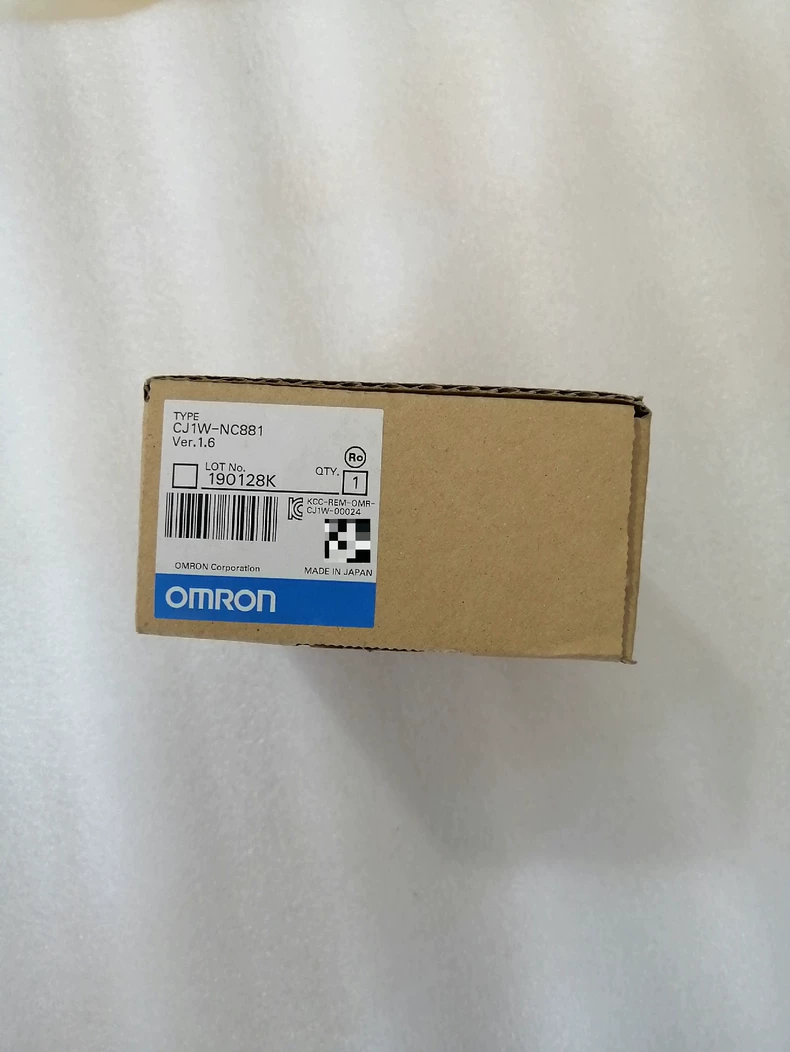 TYPE
CJ1W-NC881
Ver.1.6
Ro
LOT No.
190128K
QTY.
1
KCC-REM-OMR-
CJ1W-00024
OMRON Corporation
MADE IN JAPAN
OMRON